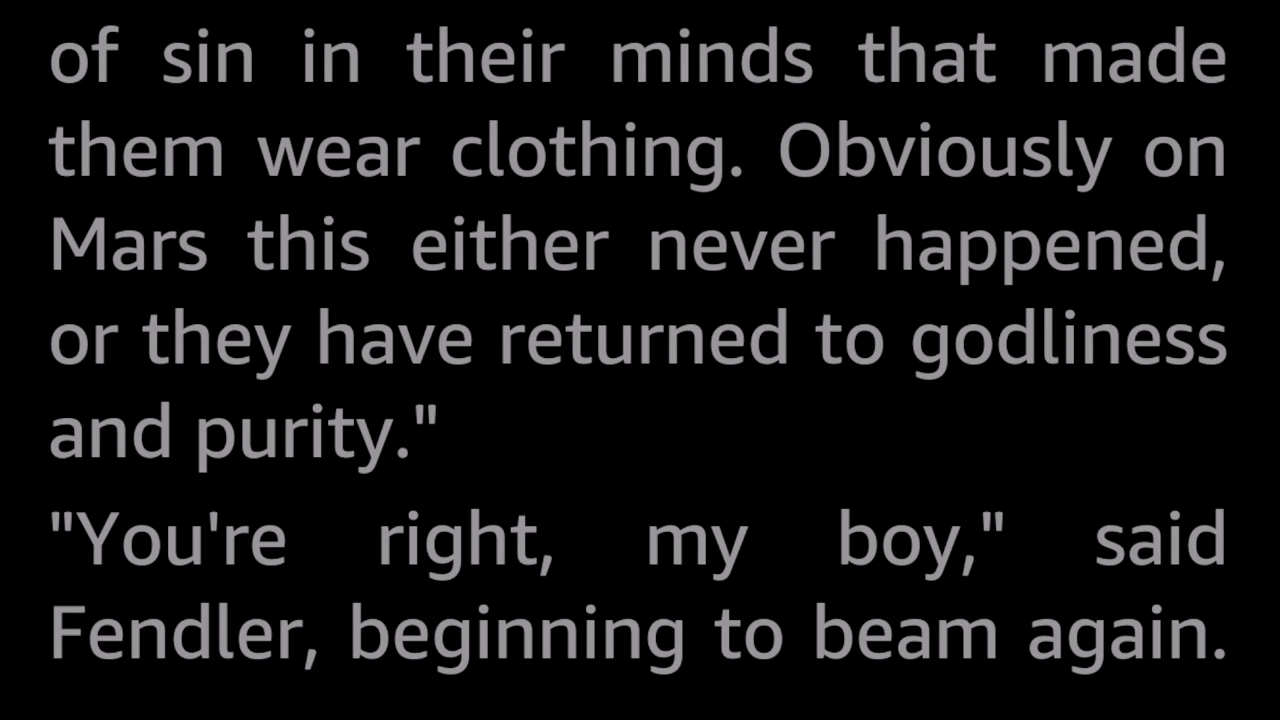 of sin in their minds that made
them wear clothing. Obviously on
Mars this either never happened,
or they have returned to godliness
and purity."
"You're right, my boy," said
Fendler, beginning to beam again.